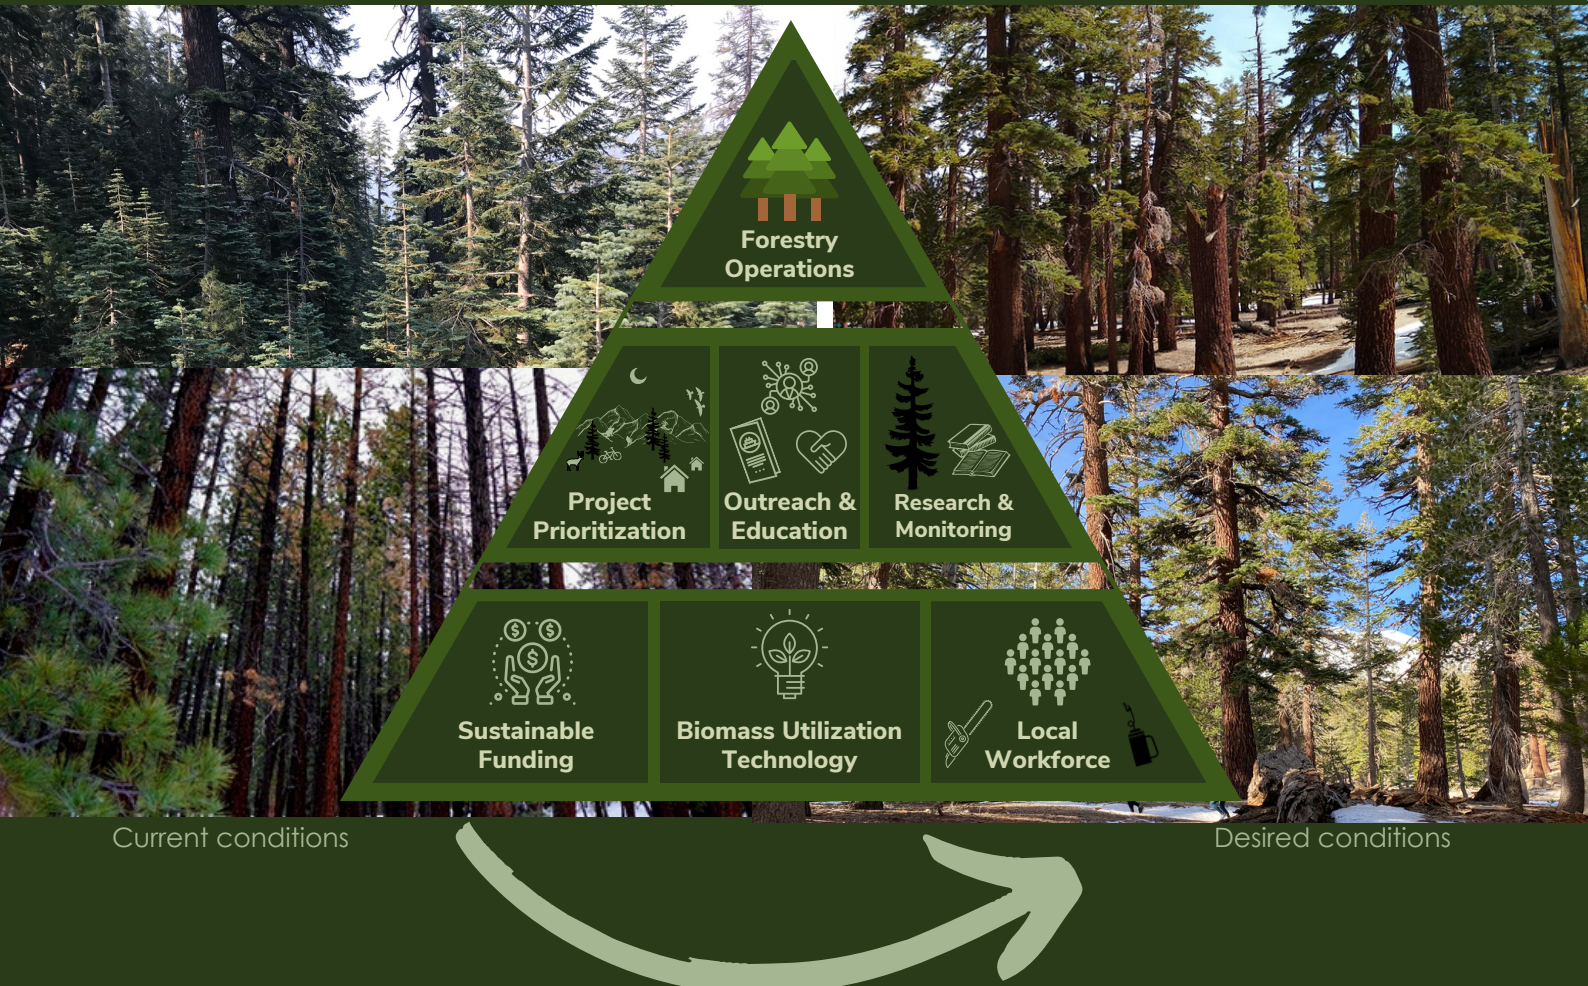 Forestry
Operations
Project
Prioritization
Outreach &
Education
Research &
Monitoring
Sustainable
Funding
Biomass Utilization
Technology
Local
Workforce
Current conditions
Desired conditions